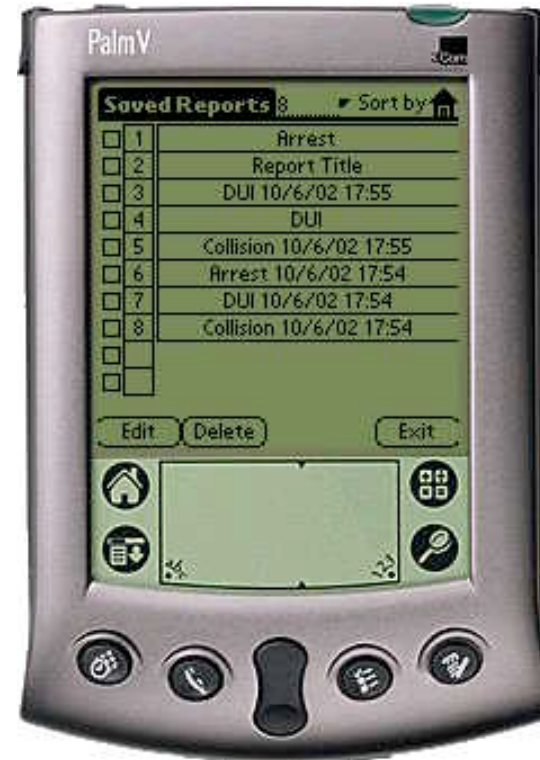 PalmV
3Com
Saved Reports 8 Sort by
1 Arrest
2 Report Title
3 DUI 10/6/02 17:55
4 DUI
5 Collision 10/6/02 17:55
6 Arrest 10/6/02 17:54
7 DUI 10/6/02 17:54
8 Collision 10/6/02 17:54
Edit Delete Exit
123